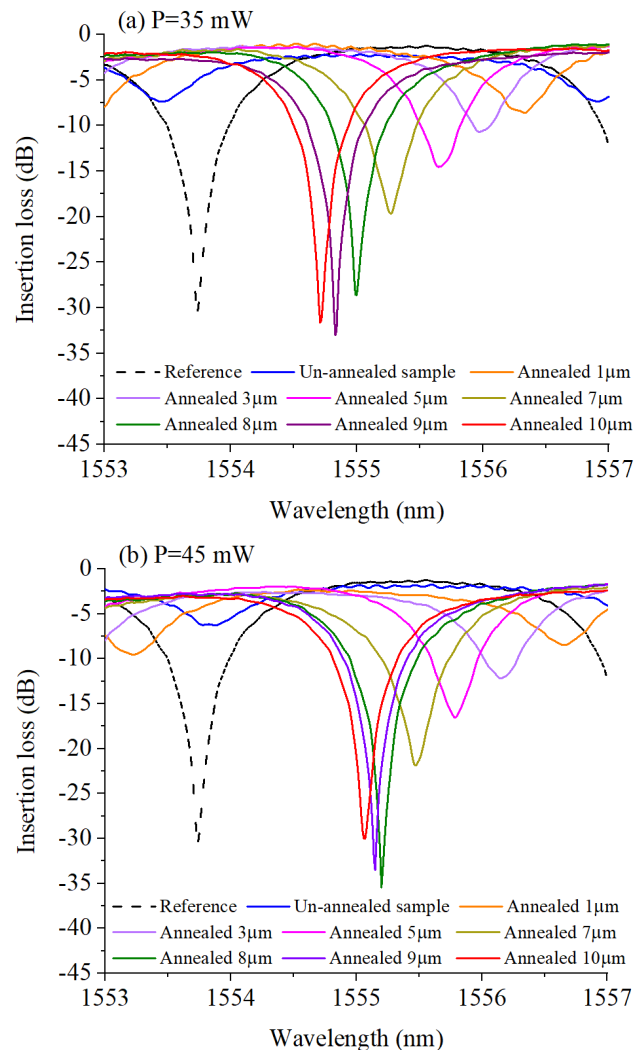 (a) P=35 mW
0
-5
-10
-15
-20
-25
-30
-35
-40
-45
Insertion loss (dB)
Reference Un-annealed sample Annealed 1μm
Annealed 3μm Annealed 5μm Annealed 7μm
Annealed 8μm Annealed 9μm Annealed 10μm
1553 1554 1555 1556 1557
Wavelength (nm)
(b) P=45 mW
0
-5
-10
-15
-20
-25
-30
-35
-40
-45
Insertion loss (dB)
Reference Un-annealed sample Annealed 1μm
Annealed 3μm Annealed 5μm Annealed 7μm
Annealed 8μm Annealed 9μm Annealed 10μm
1553 1554 1555 1556 1557
Wavelength (nm)